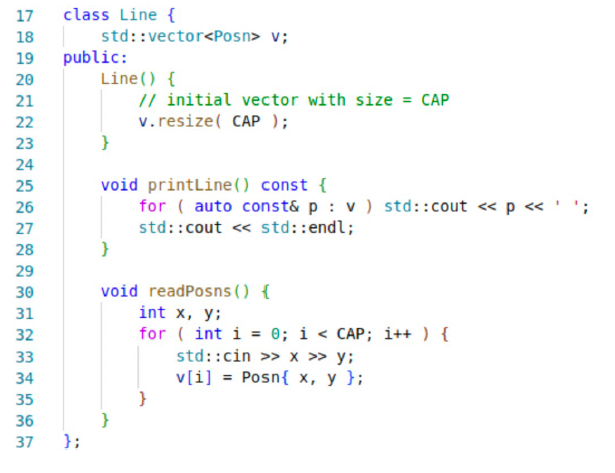 17 class Line {
18     std::vector<Posn> v;
19 public:
20     Line() {
21         // initial vector with size = CAP
22         v.resize( CAP );
23     }
24
25     void printLine() const {
26         for ( auto const& p : v ) std::cout << p << ' ';
27         std::cout << std::endl;
28     }
29
30     void readPosns() {
31         int x, y;
32         for ( int i = 0; i < CAP; i++ ) {
33             std::cin >> x >> y;
34             v[i] = Posn{ x, y };
35         }
36     }
37 };